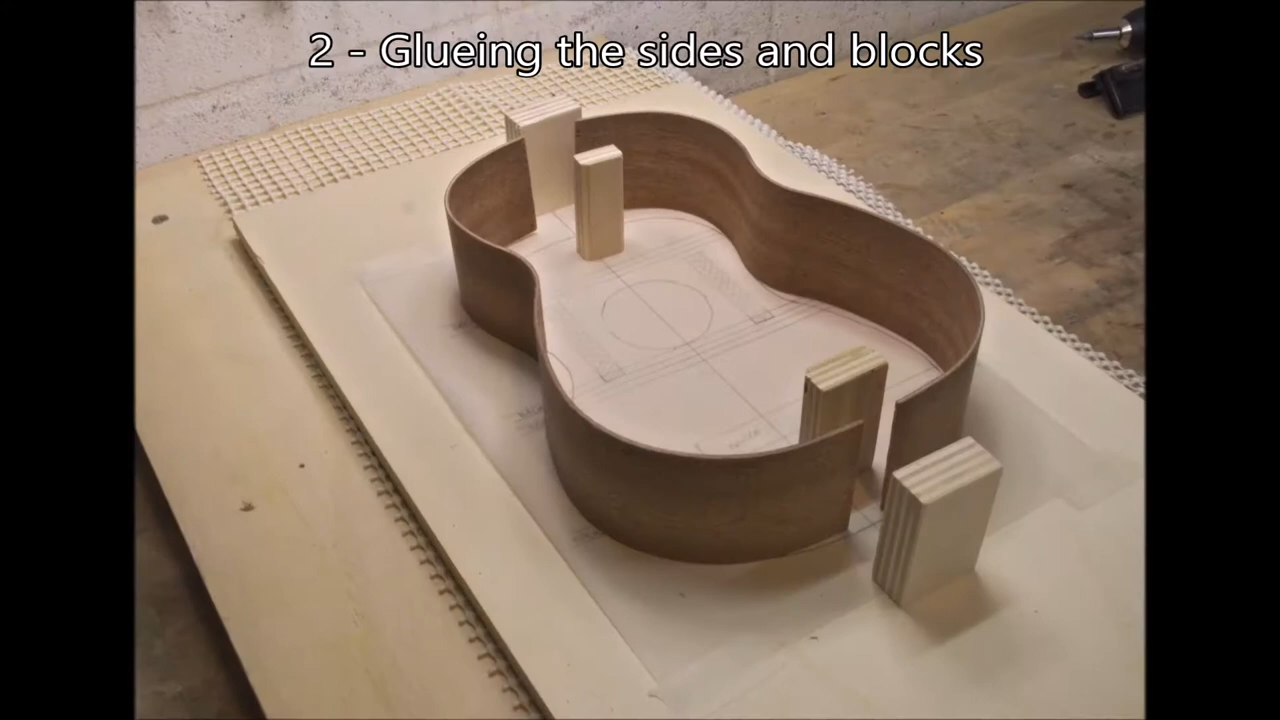 2 - Glueing the sides and blocks